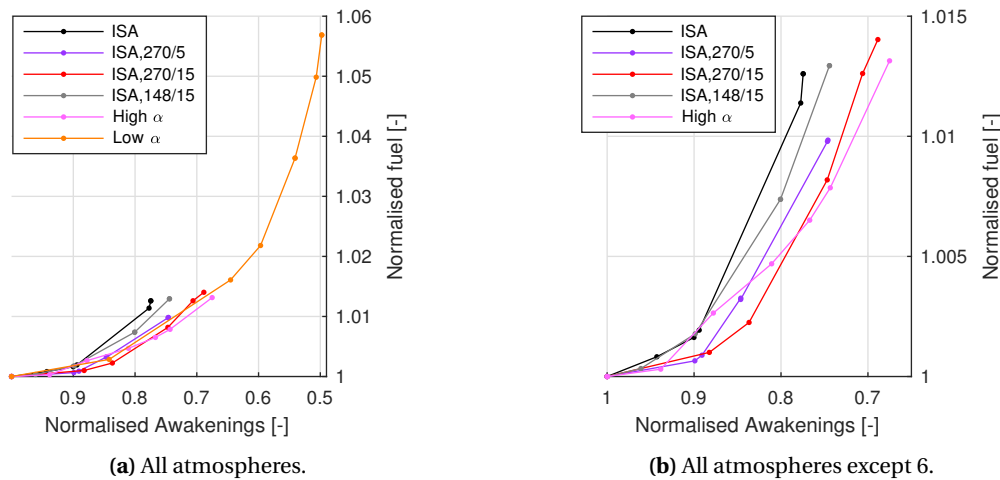 ISA
ISA,270/5
ISA,270/15
ISA,148/15
High α
Low α
1.06
1.05
1.04
1.03
1.02
1.01
1
Normalised fuel [-]
0.9 0.8 0.7 0.6 0.5
Normalised Awakenings [-]
(a) All atmospheres.
ISA
ISA,270/5
ISA,270/15
ISA,148/15
High α
1.015
1.01
1.005
1
Normalised fuel [-]
1 0.9 0.8 0.7
Normalised Awakenings [-]
(b) All atmospheres except 6.